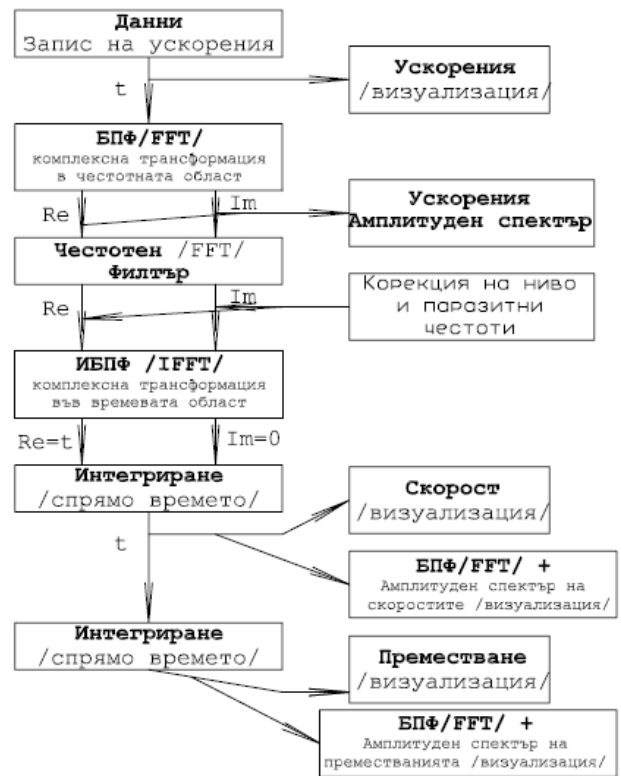 Данни
Запис на ускорения
t
Ускорения
/визуализация/
БПФ/FFT/
комплексна трансформация
в честотната област
Re
Im
Ускорения
Амплитуден спектър
Честотен /FFT/
Филтър
Re
Im
Корекция на ниво
и паразитни
честоти
ИБПФ /IFFT/
комплексна трансформация
във времевата област
Re=t
Im=0
Интегриране
/спрямо времето/
t
Скорост
/визуализация/
БПФ/FFT/ +
Амплитуден спектър на
скоростите /визуализация/
Интегриране
/спрямо времето/
Преместване
/визуализация/
БПФ/FFT/ +
Амплитуден спектър на
преместванията /визуализация/